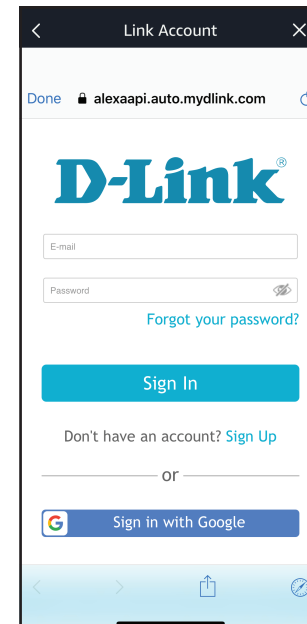 Link Account
Done alexaapi.auto.mydlink.com
D-Link®
E-mail
Password
Forgot your password?
Sign In
Don't have an account? Sign Up
or
G Sign in with Google